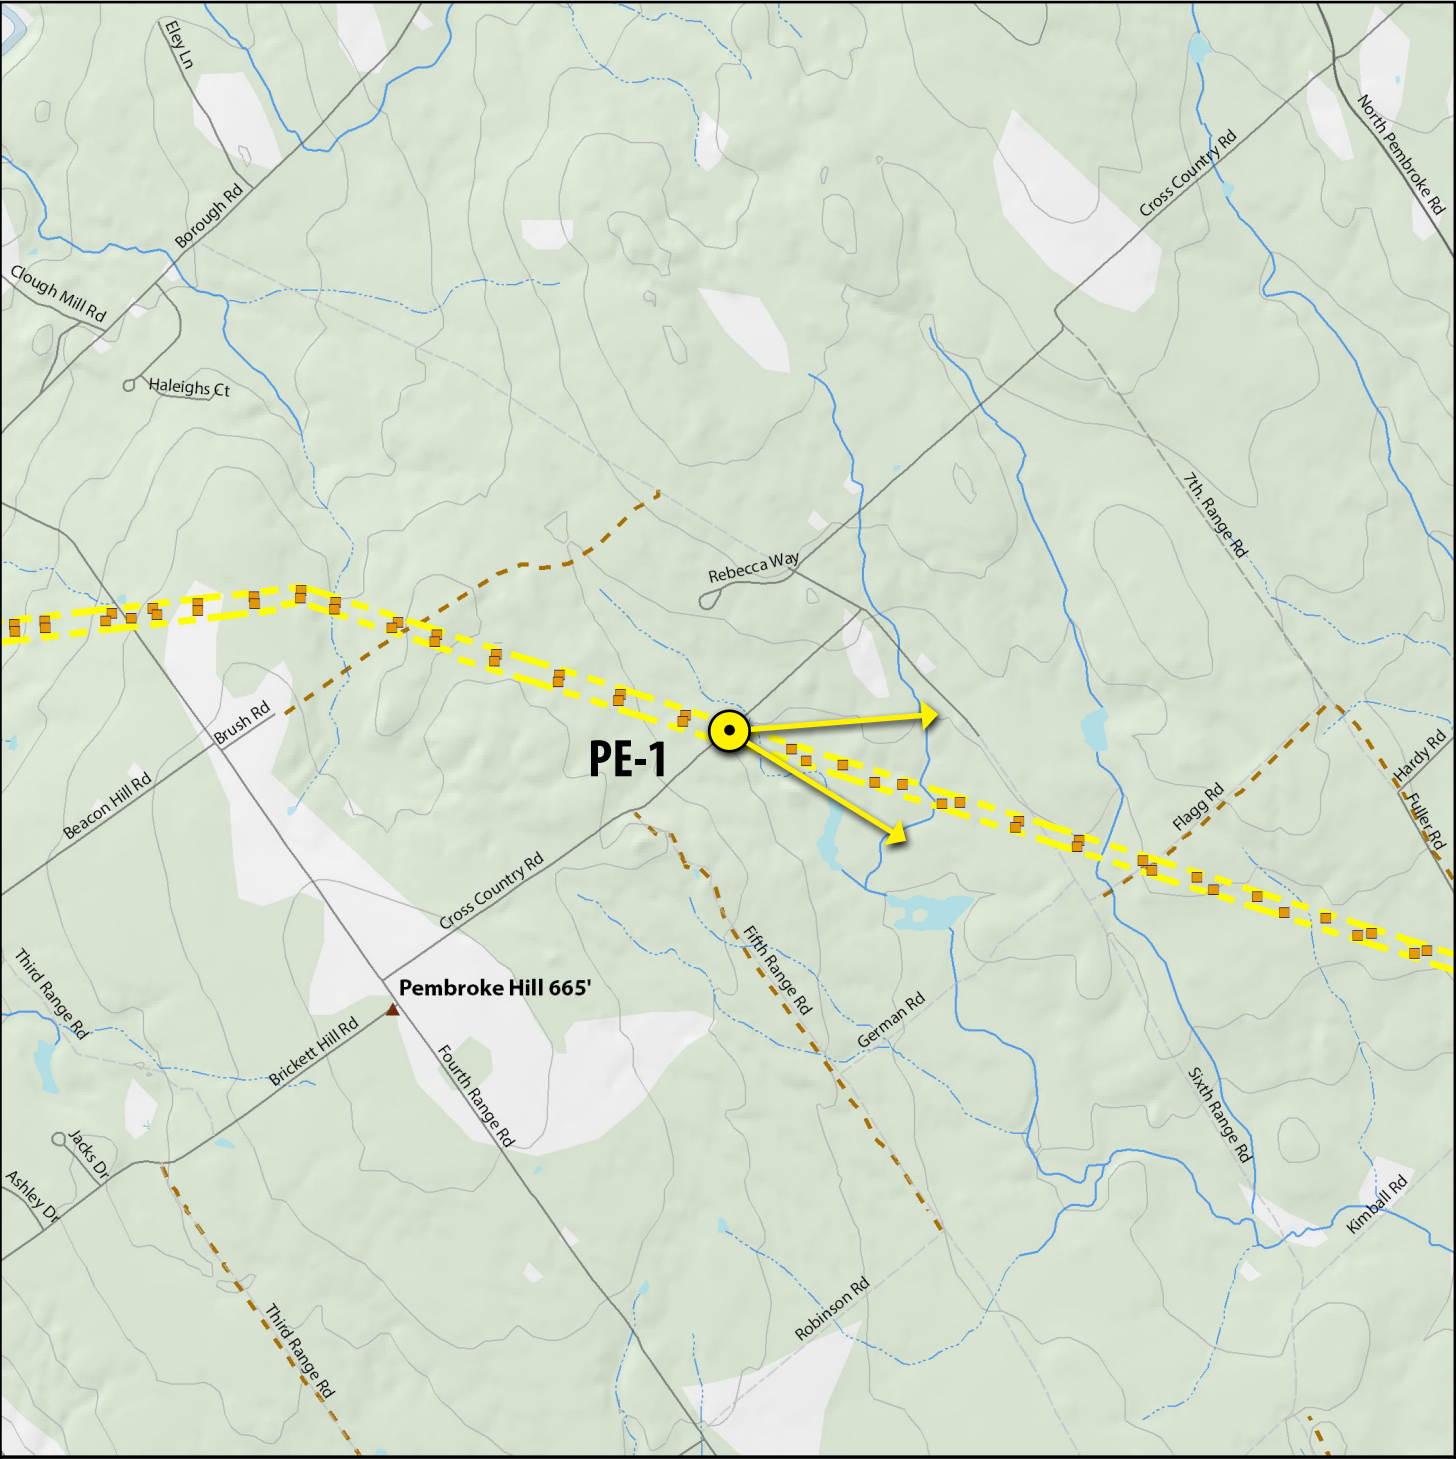 Eley Ln
North Pembroke Rd
Cross Country Rd
Borough Rd
Clough Mill Rd
Haleighs Ct
7th. Range Rd
Rebecca Way
Brush Rd
PE-1
Hardy Rd
Beacon Hill Rd
Flagg Rd
Fuller Rd
Cross Country Rd
Third Range Rd
Fifth Range Rd
Pembroke Hill 665'
German Rd
Brickett Hill Rd
Fourth Range Rd
Sixth Range Rd
Jacks Dr
Ashley Dr
Kimball Rd
Robinson Rd
Third Range Rd